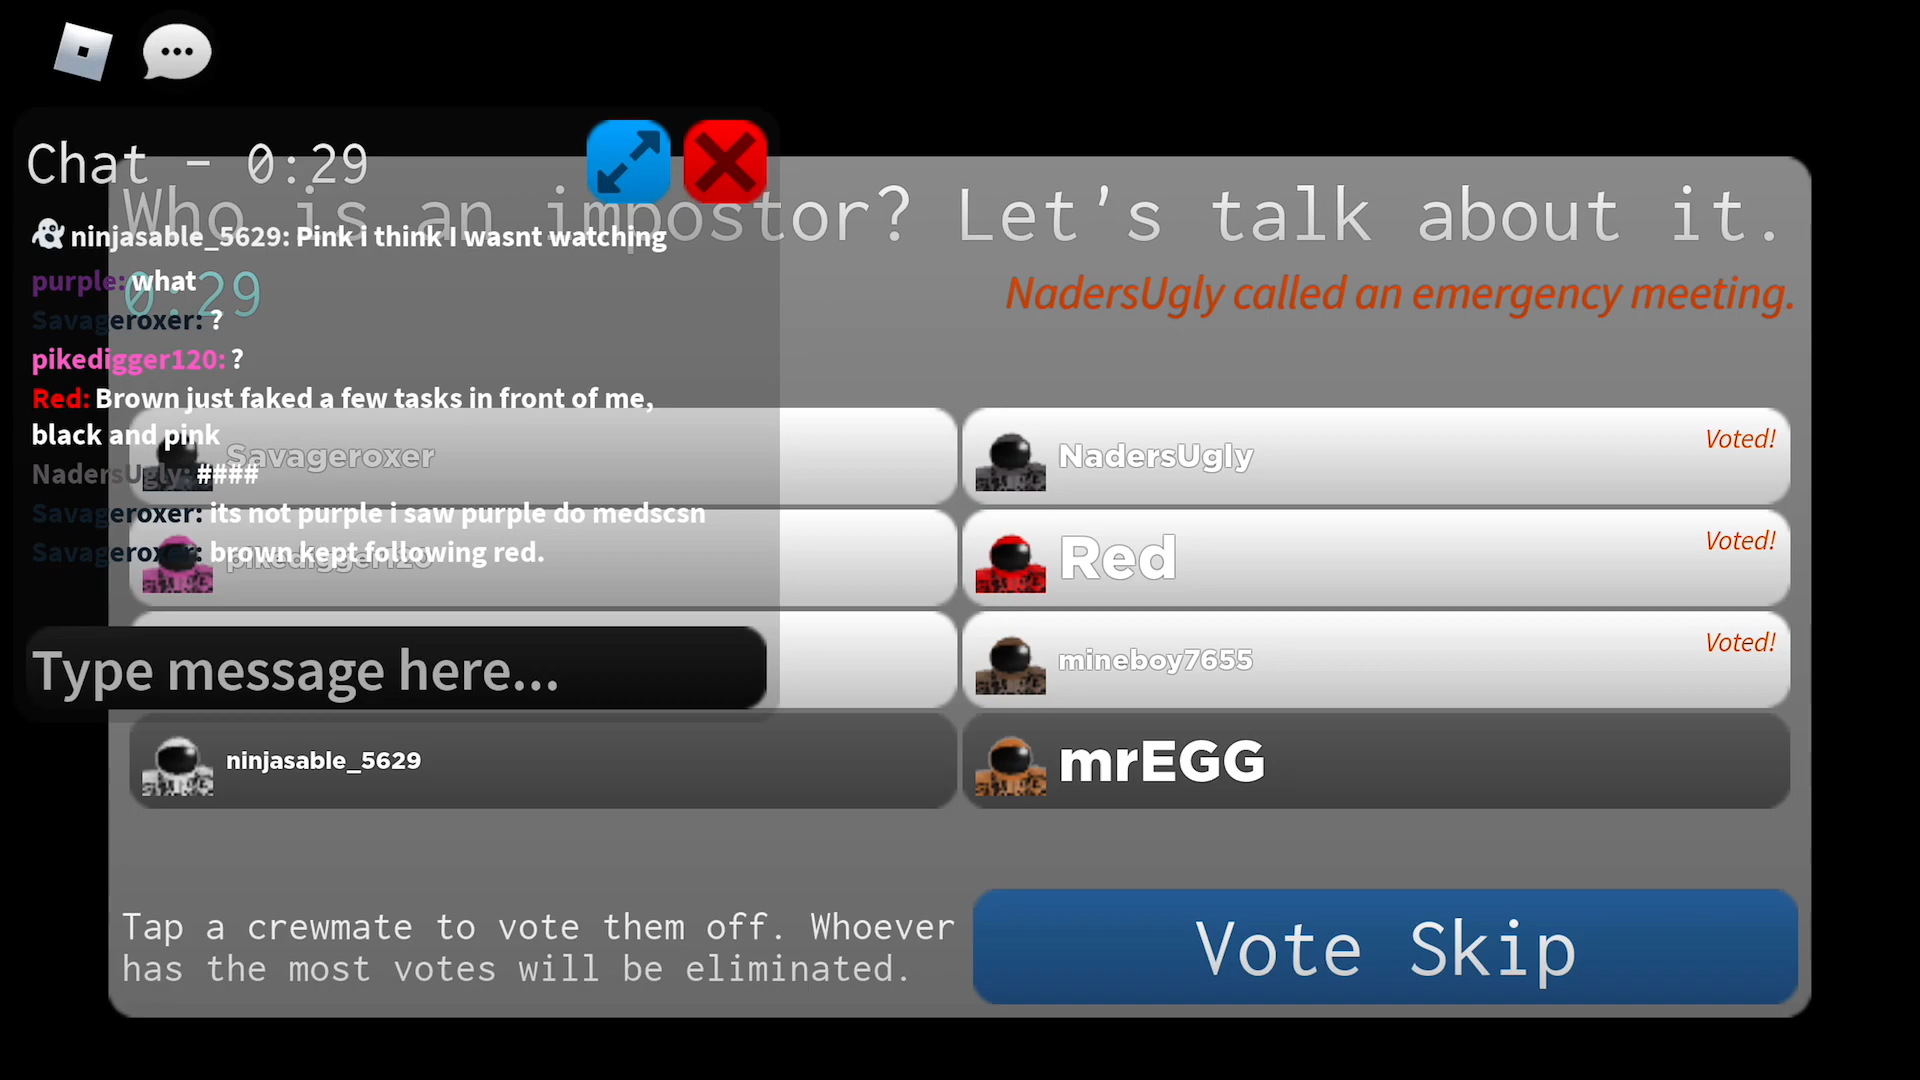 Chat - 0:29
Who is an impostor? Let's talk about it.
ninjasable_5629: Pink i think I wasnt watching
0:29
NadersUgly called an emergency meeting.
purple: what
Savageroxer: ?
pikedigger120: ?
Red: Brown just faked a few tasks in front of me,
black and pink
NadersUgly: ####
Savageroxer: its not purple i saw purple do medscsn
Savageroxer: brown kept following red.
Savageroxer
NadersUgly
Voted!
pikedigger120
Red
Voted!
Type message here...
mineboy7655
Voted!
ninjasable_5629
mrEGG
Tap a crewmate to vote them off. Whoever
has the most votes will be eliminated.
Vote Skip